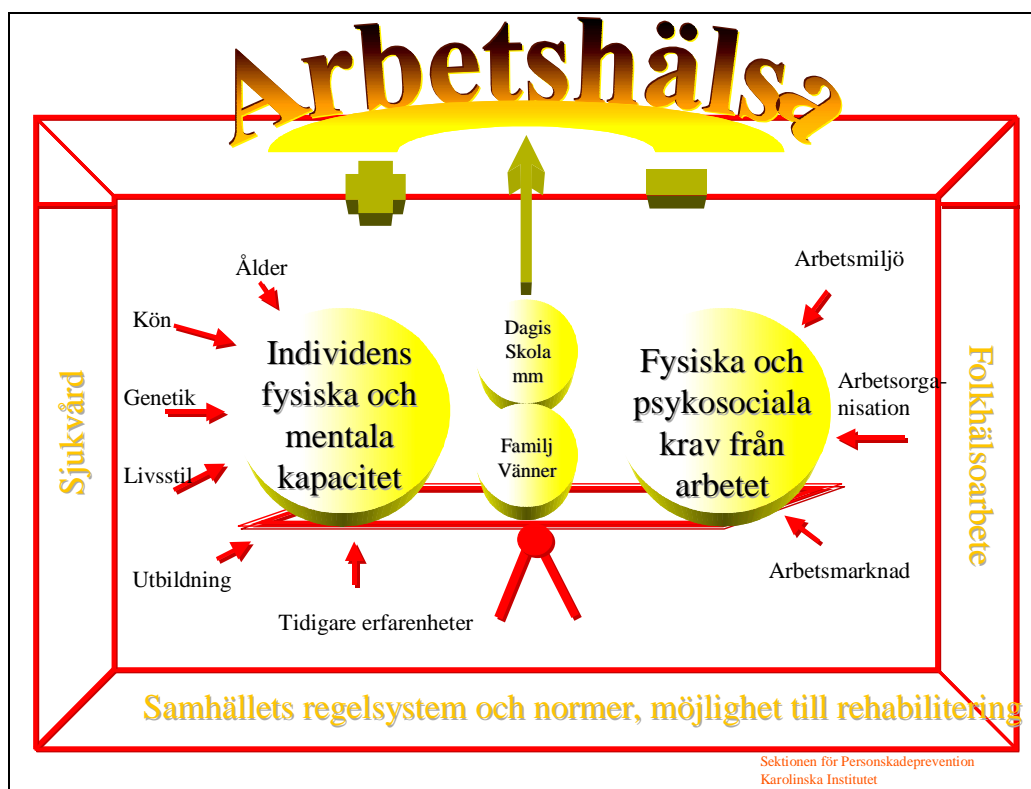 Arbetshälsa
Ålder
Kön
Genetik
Livsstil
Utbildning
Tidigare erfarenheter
Individens
fysiska och
mentala
kapacitet
Dagis
Skola
mm
Familj
Vänner
Fysiska och
psykosociala
krav från
arbetet
Arbetsmiljö
Arbetsorga-
nisation
Arbetsmarknad
Sjukvård
Folkhälsoarbete
Samhällets regelsystem och normer, möjlighet till rehabilitering
Sektionen för Personskadeprevention
Karolinska Institutet